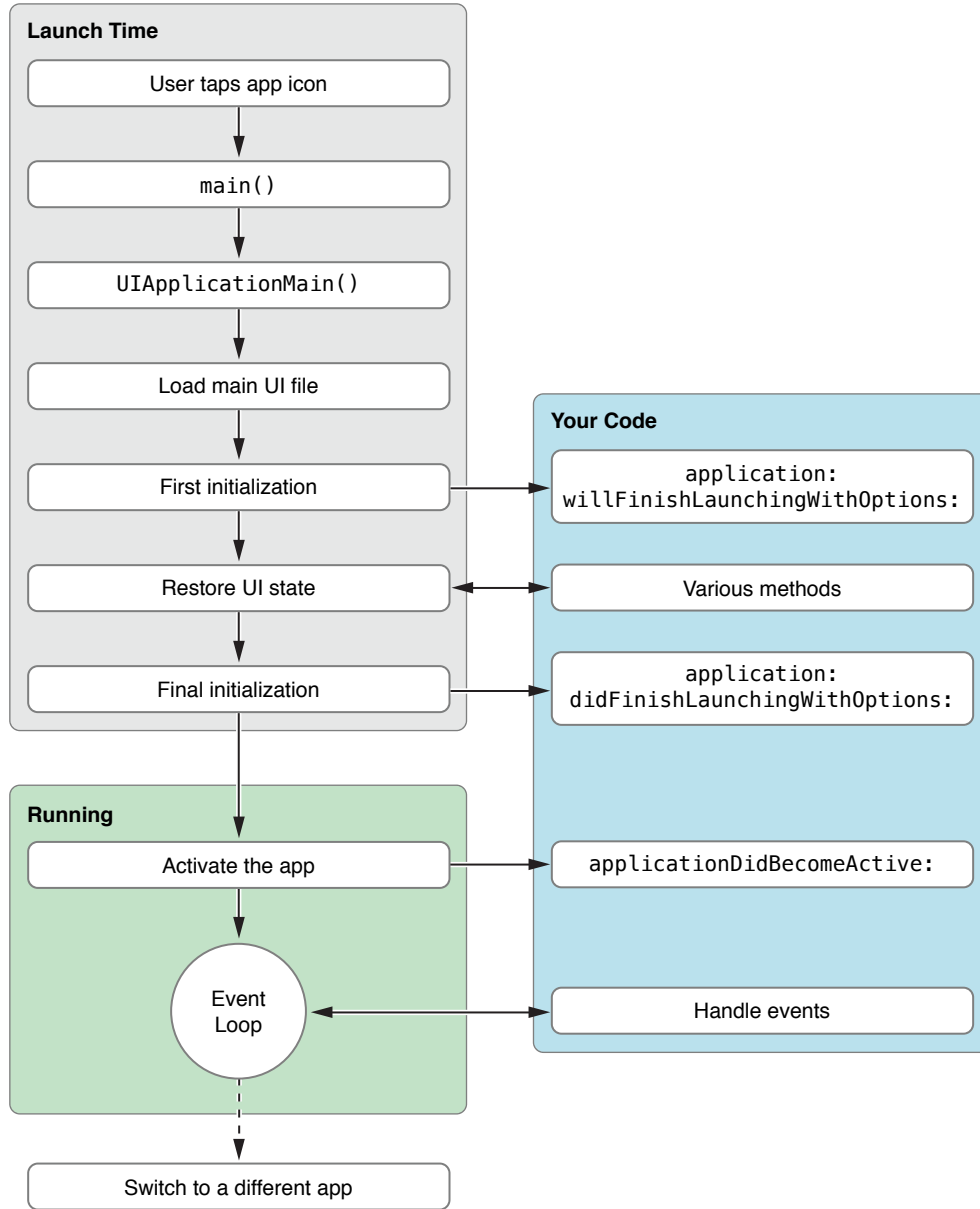 Launch Time
User taps app icon
main()
UIApplicationMain()
Load main UI file
First initialization
Restore UI state
Final initialization
Your Code
application:
willFinishLaunchingWithOptions:
Various methods
application:
didFinishLaunchingWithOptions:
applicationDidBecomeActive:
Handle events
Running
Activate the app
Event
Loop
Switch to a different app